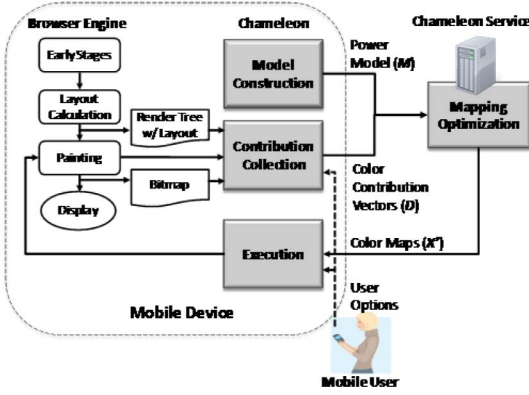 Browser Engine
Chameleon
Chameleon Service
Early Stages
Layout
Calculation
Painting
Display
Render Tree
w/ Layout
Bitmap
Model
Construction
Contribution
Collection
Execution
Power
Model (M)
Mapping
Optimization
Color
Contribution
Vectors (D)
Color Maps (X')
User
Options
Mobile Device
Mobile User